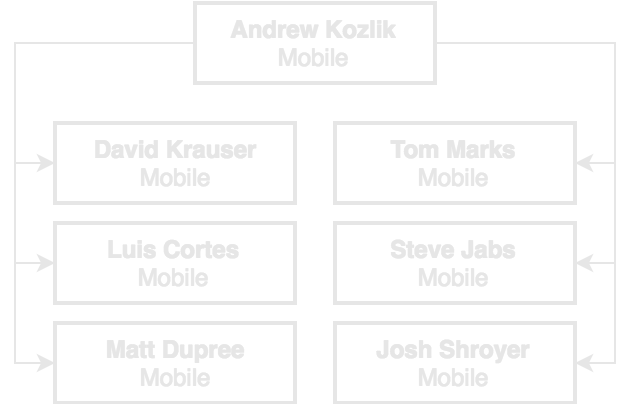 Andrew Kozlik
Mobile
David Krauser
Mobile
Tom Marks
Mobile
Luis Cortes
Mobile
Steve Jabs
Mobile
Matt Dupree
Mobile
Josh Shroyer
Mobile